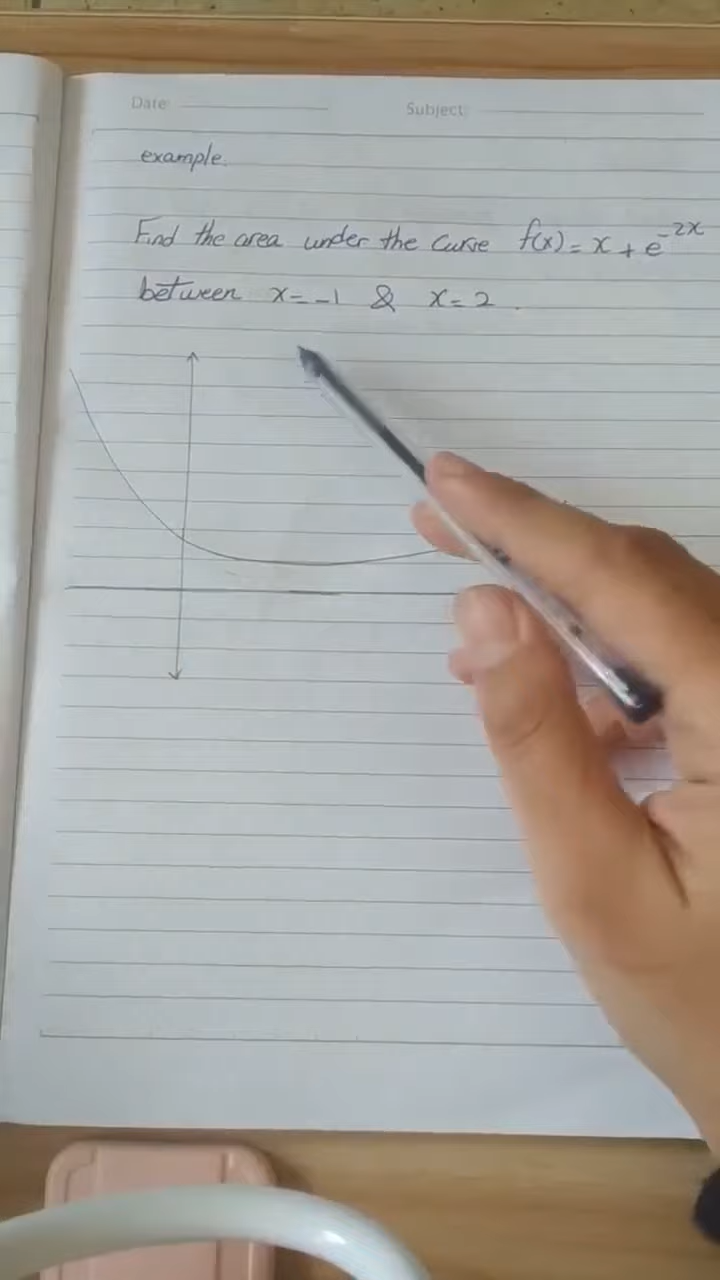 Date:
Subject:
example.
Find the area under the curve f(x) = x + e^{-2x}
between x = -1 & x = 2 .